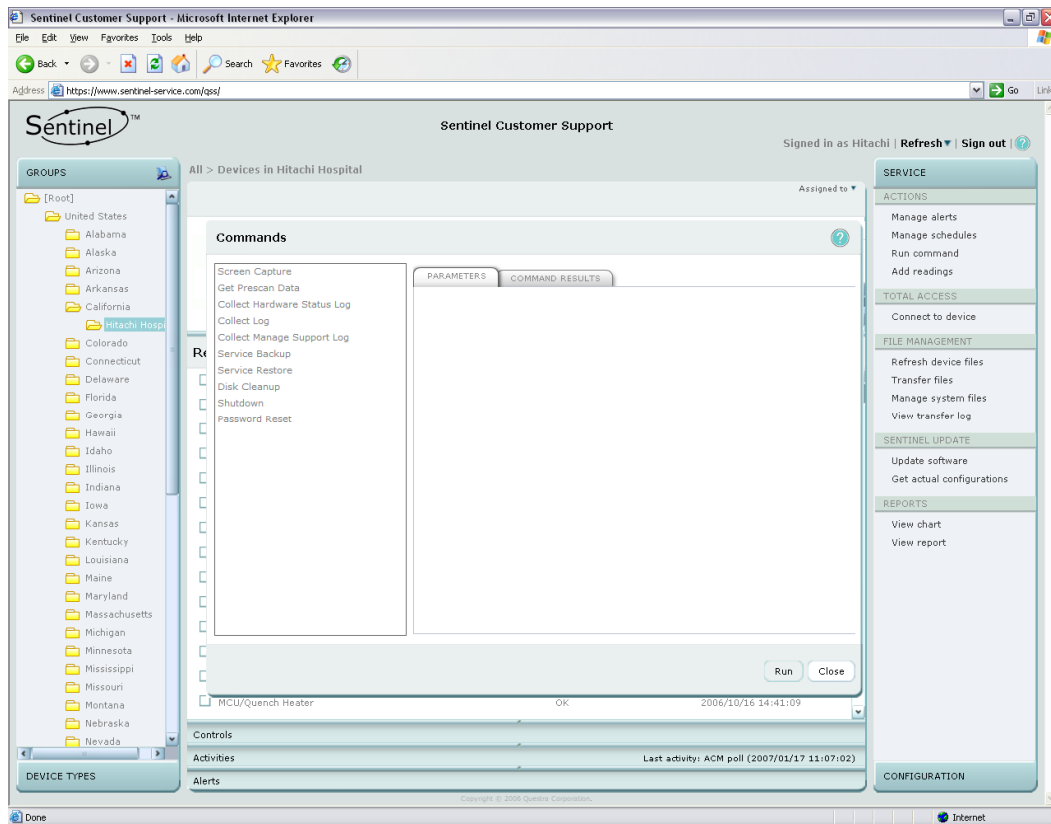 Sentinel Customer Support - Microsoft Internet Explorer
File Edit View Favorites Tools Help
Back Search Favorites
Address https://www.sentinel-service.com/qss/ Go
Sentinel™
Sentinel Customer Support
Signed in as Hitachi | Refresh | Sign out |
GROUPS
[Root]
United States
Alabama
Alaska
Arizona
Arkansas
California
Colorado
Connecticut
Delaware
Florida
Georgia
Hawaii
Idaho
Illinois
Indiana
Iowa
Kansas
Kentucky
Louisiana
Maine
Maryland
Massachusetts
Michigan
Minnesota
Mississippi
Missouri
Montana
Nebraska
Nevada
DEVICE TYPES
All > Devices in Hitachi Hospital
Assigned to
Commands
Screen Capture
Get Prescan Data
Collect Hardware Status Log
Collect Log
Collect Manage Support Log
Service Backup
Service Restore
Disk Cleanup
Shutdown
Password Reset
PARAMETERS COMMAND RESULTS
Run Close
MCU/Quench Heater OK 2006/10/16 14:41:09
Controls
Activities Last activity: ACM poll (2007/01/17 11:07:02)
Alerts
Copyright © 2006 Questra Corporation.
SERVICE
ACTIONS
Manage alerts
Manage schedules
Run command
Add readings
TOTAL ACCESS
Connect to device
FILE MANAGEMENT
Refresh device files
Transfer files
Manage system files
View transfer log
SENTINEL UPDATE
Update software
Get actual configurations
REPORTS
View chart
View report
CONFIGURATION
Done Internet